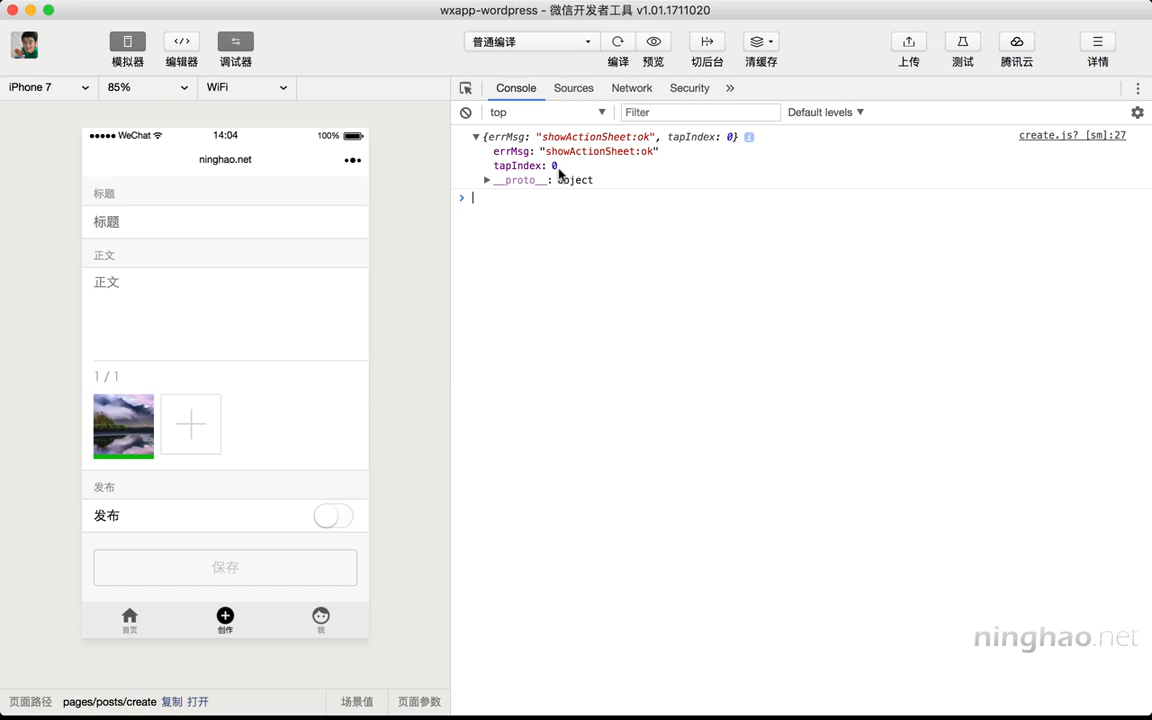 wxapp-wordpress - 微信开发者工具 v1.01.1711020
模拟器 编辑器 调试器 普通编译 编译 预览 切后台 清缓存 上传 测试 腾讯云 详情
iPhone 7 85% WiFi
Console Sources Network Security »
top Filter Default levels
{errMsg: "showActionSheet:ok", tapIndex: 0} i
create.js? [sm]:27
errMsg: "showActionSheet:ok"
tapIndex: 0
__proto__: Object
>
WeChat 14:04 100%
ninghao.net
标题
标题
正文
正文
1 / 1
发布
发布
保存
首页 创作 我
ninghao.net
页面路径 pages/posts/create 复制 打开 场景值 页面参数